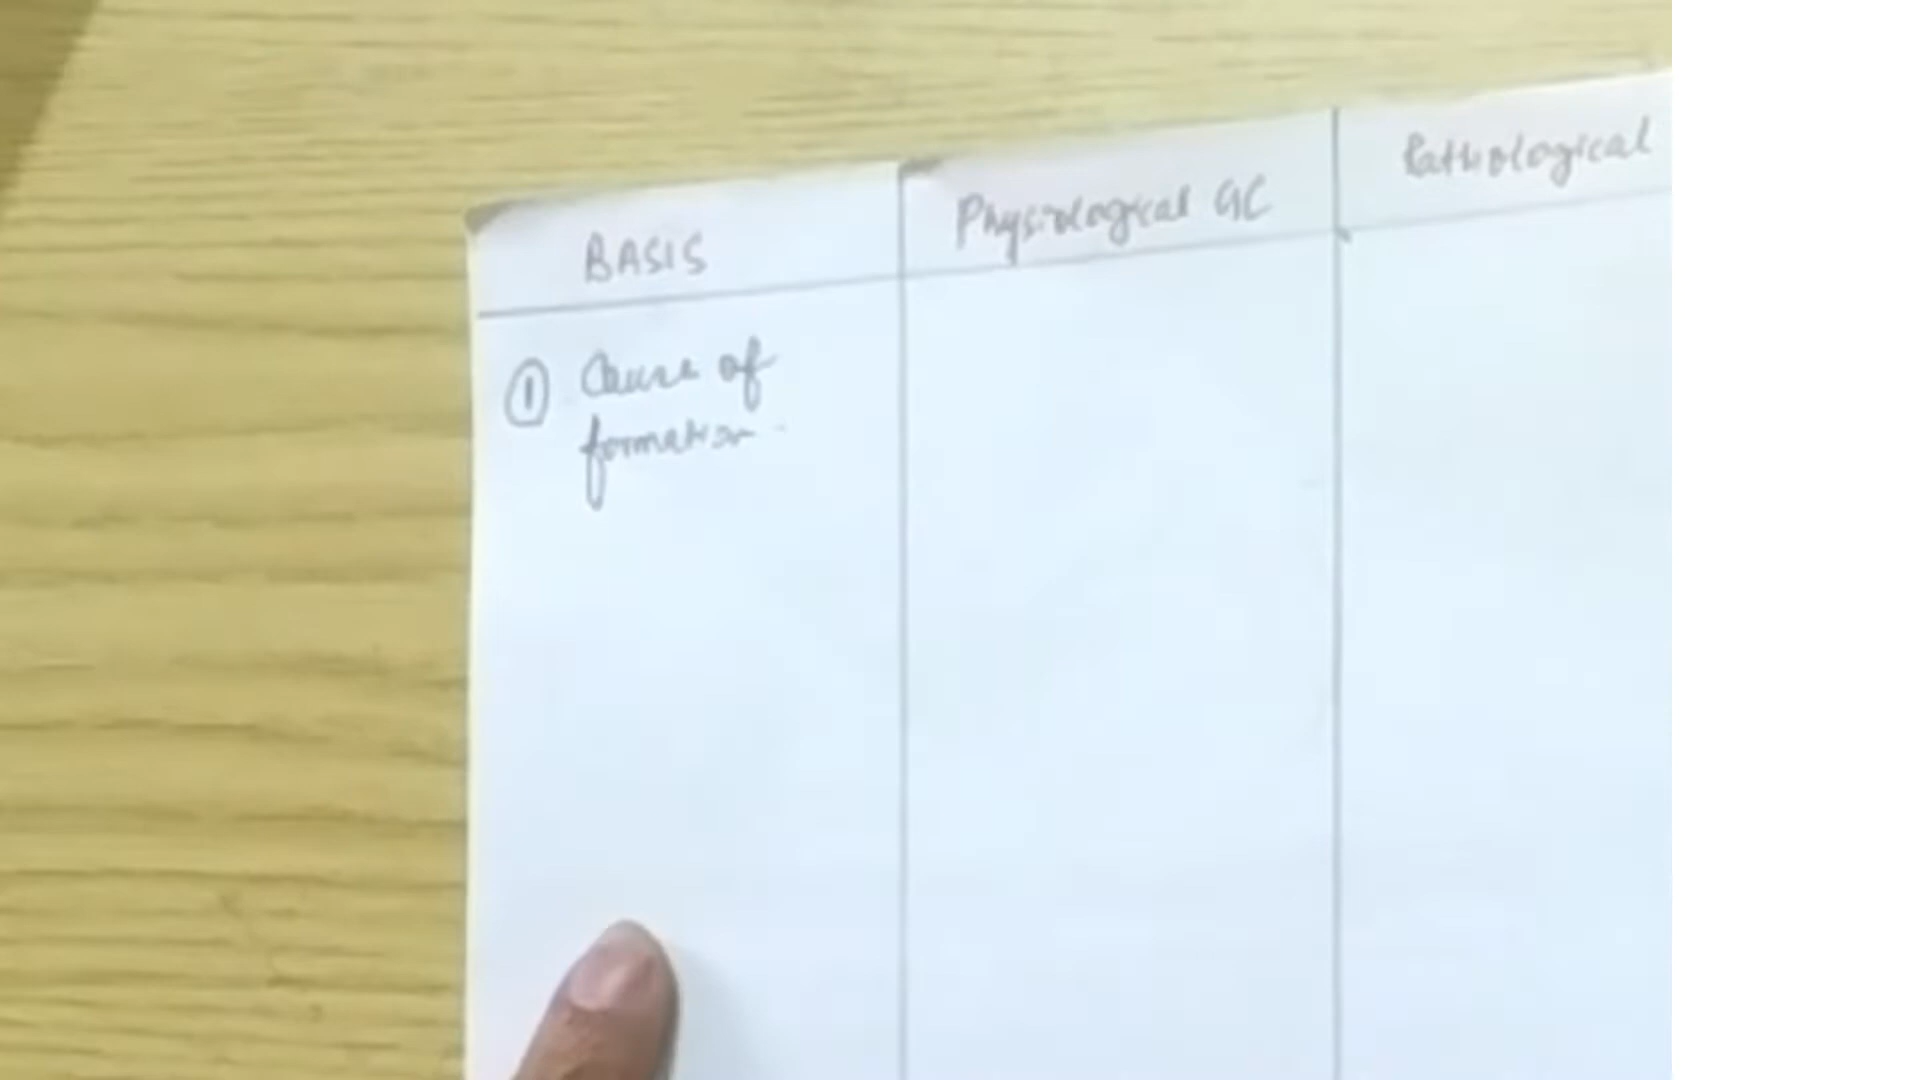 BASIS
Physiological GC
Pathological
① Cause of
formation.